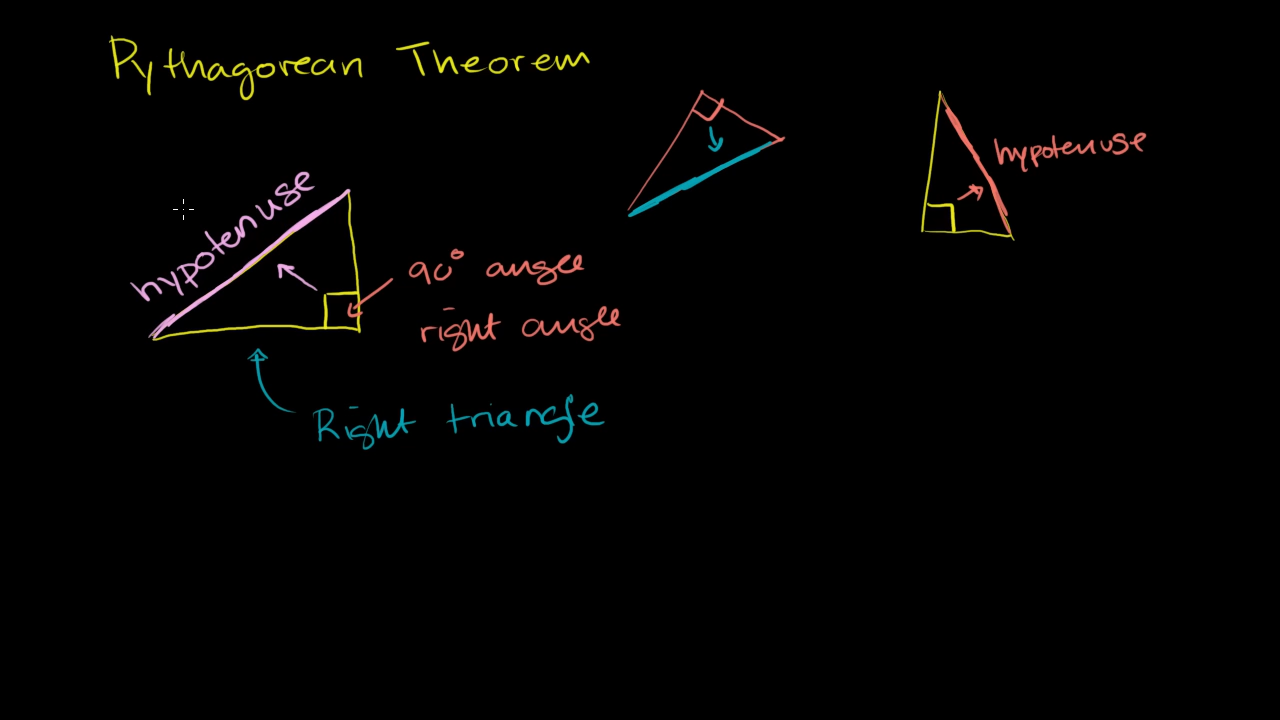 Pythagorean Theorem
hypotenuse
hypotenuse
90° angle
right angle
Right triangle